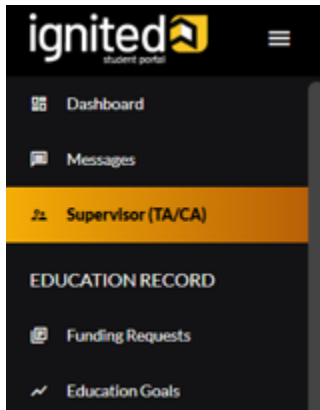 ignited
student portal
Dashboard
Messages
Supervisor (TA/CA)
EDUCATION RECORD
Funding Requests
Education Goals